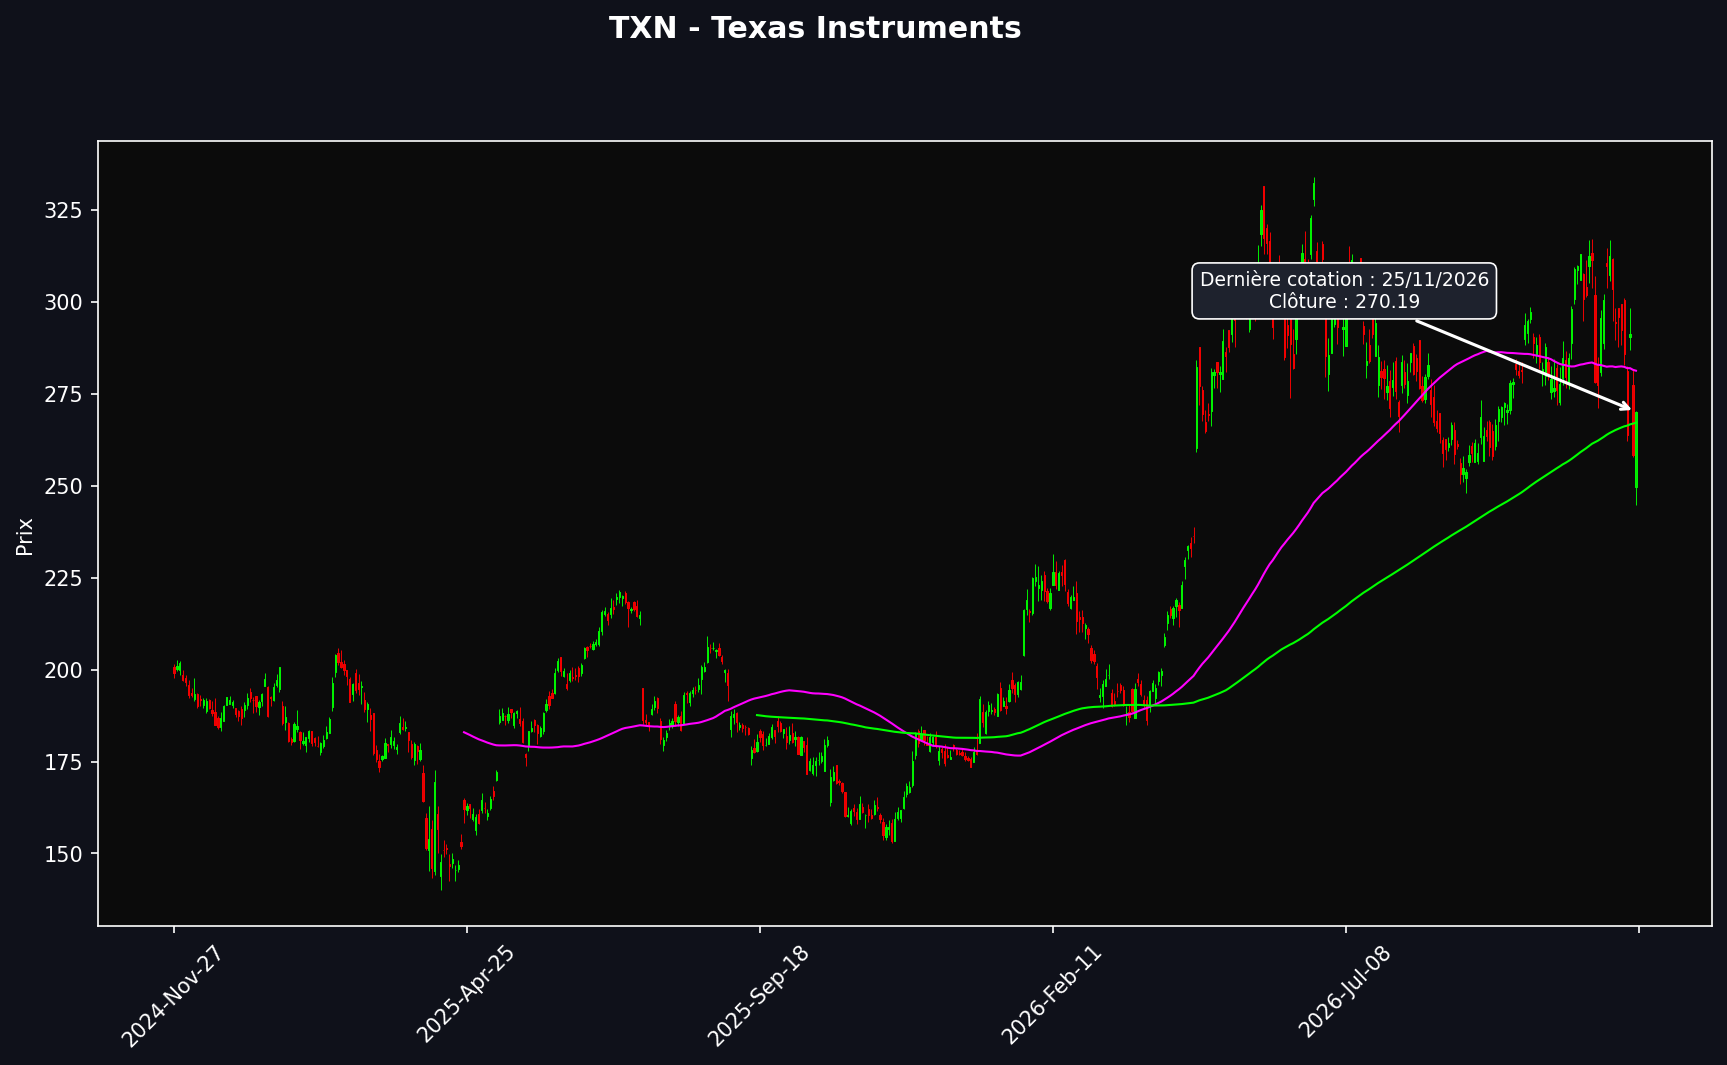 TXN - Texas Instruments
325
300
275
250
225
200
175
150
Prix
Dernière cotation : 25/11/2026
Clôture : 270.19
2024-Nov-27
2025-Apr-25
2025-Sep-18
2026-Feb-11
2026-Jul-08